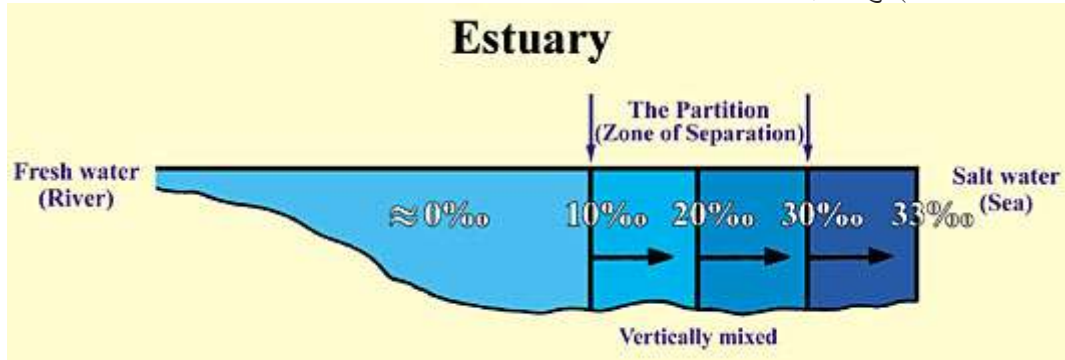 Estuary
The Partition
(Zone of Separation)
Fresh water
(River)
Salt water
(Sea)
≈0‰ 10‰ 20‰ 30‰ 33‰
Vertically mixed